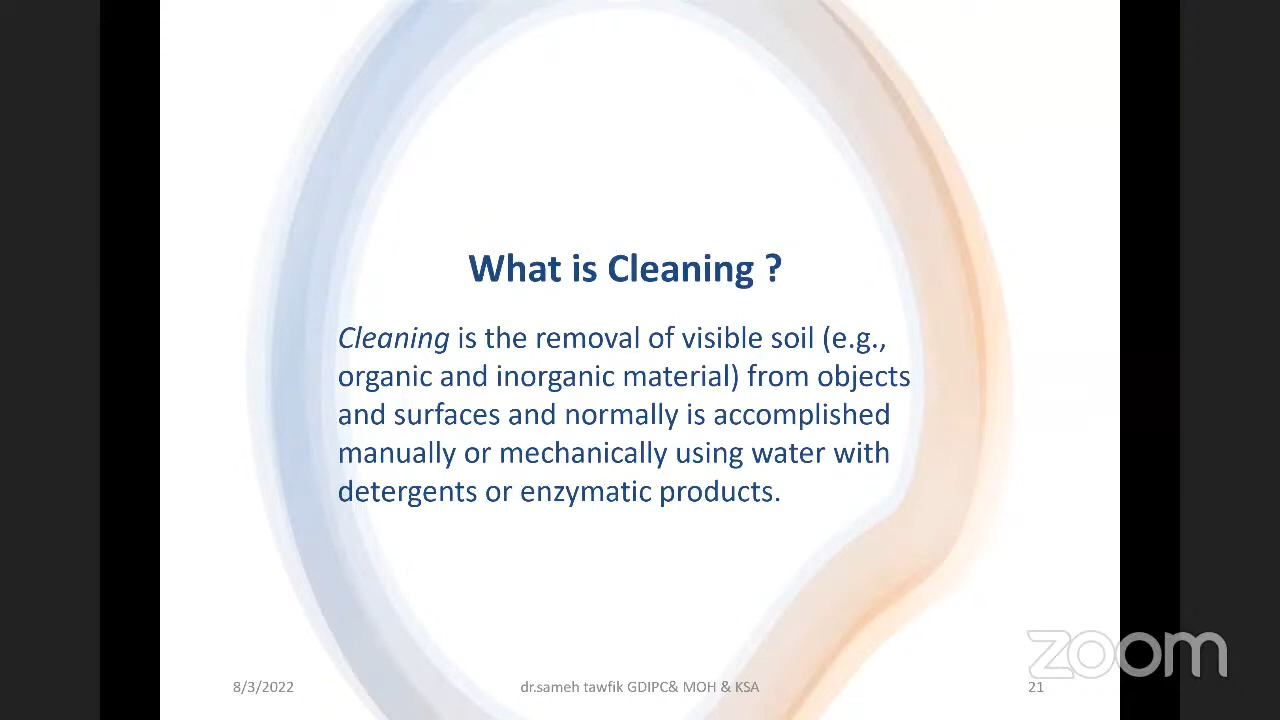 What is Cleaning ?
Cleaning is the removal of visible soil (e.g.,
organic and inorganic material) from objects
and surfaces and normally is accomplished
manually or mechanically using water with
detergents or enzymatic products.
zoom
8/3/2022
dr.sameh tawfik GDIPC& MOH & KSA
21